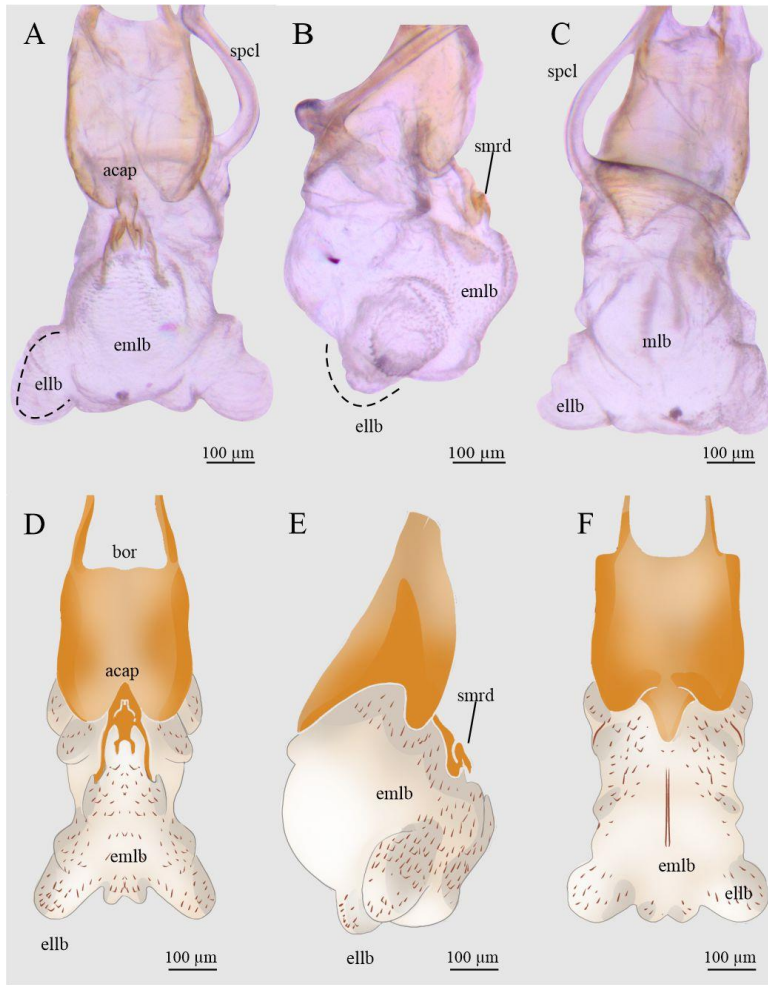 A
spcl
acap
emlb
ellb
100 µm
B
smrd
emlb
ellb
100 µm
C
spcl
mlb
ellb
100 µm
D
bor
acap
emlb
ellb
100 µm
E
smrd
emlb
ellb
100 µm
F
emlb
ellb
100 µm